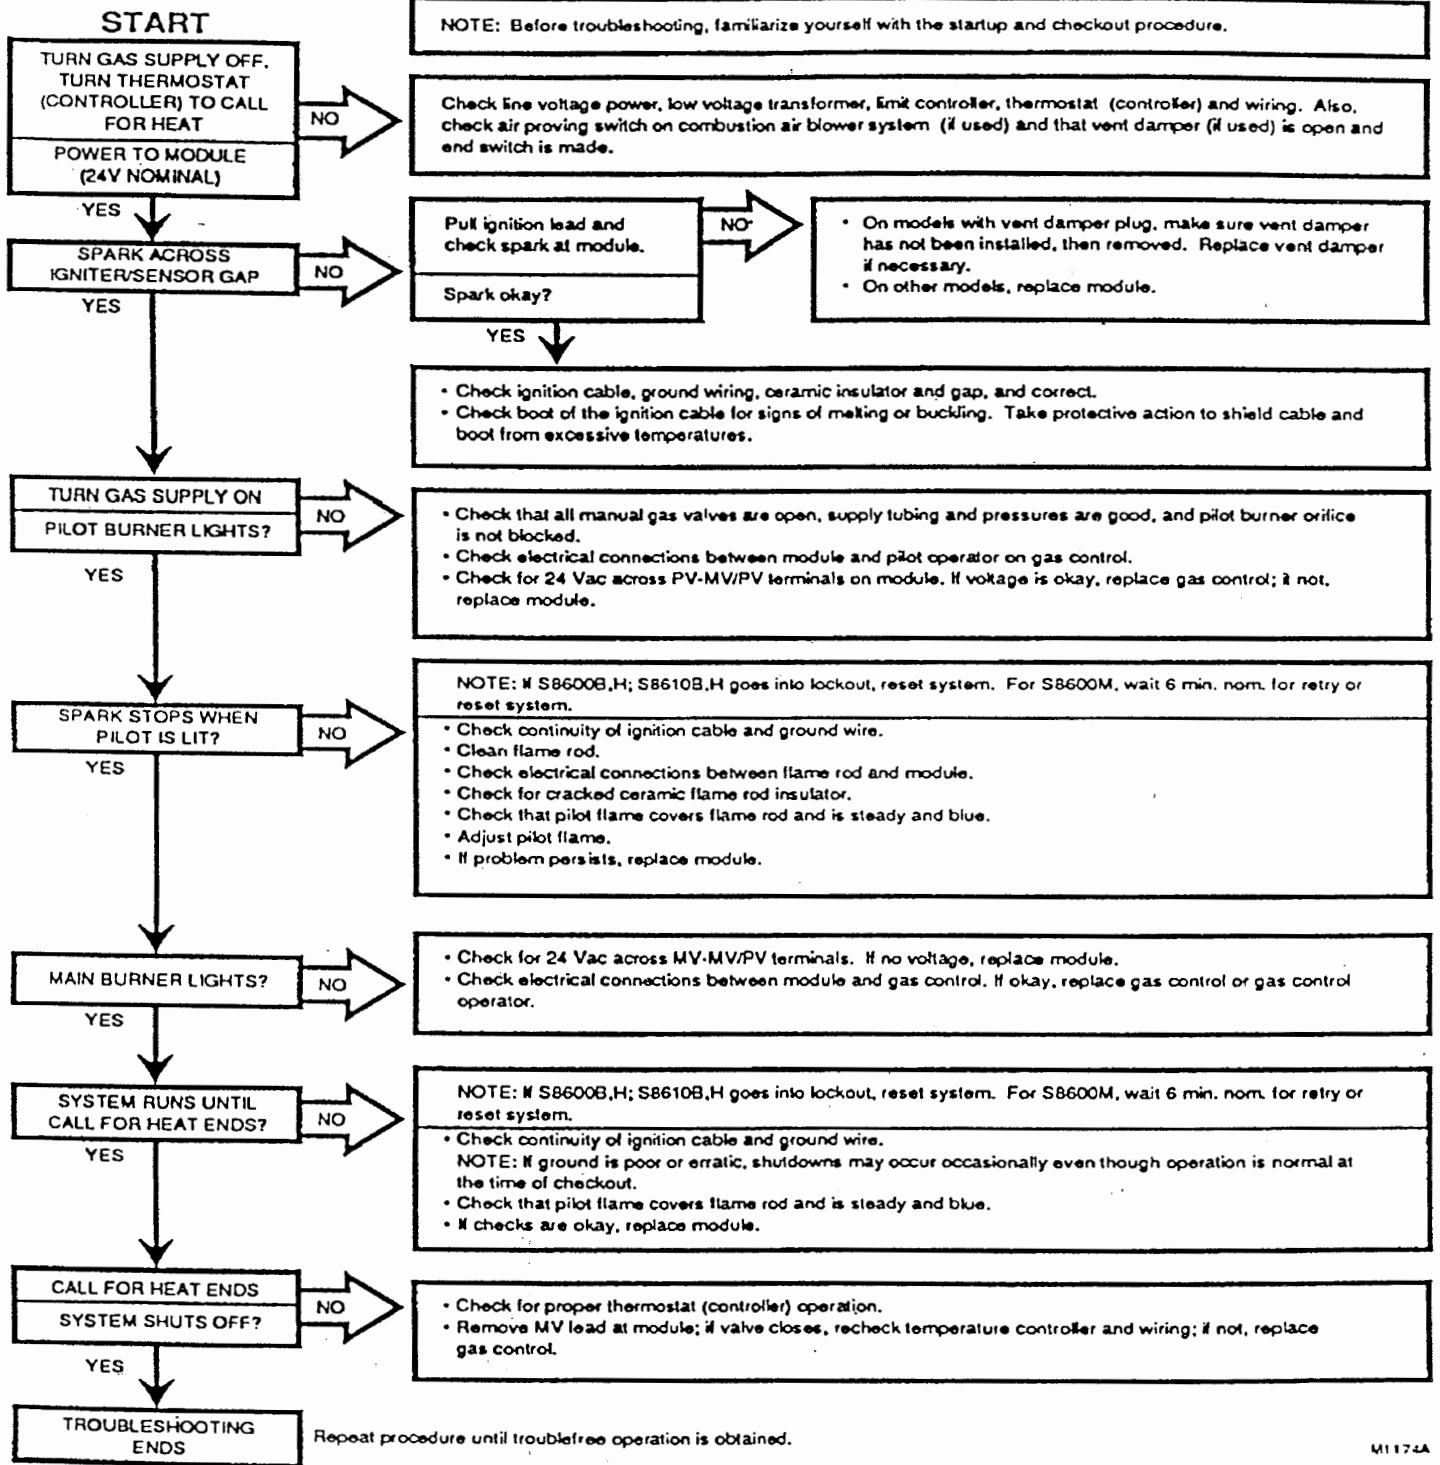 START
NOTE: Before troubleshooting, familiarize yourself with the startup and checkout procedure.
TURN GAS SUPPLY OFF,
TURN THERMOSTAT
(CONTROLLER) TO CALL
FOR HEAT
POWER TO MODULE
(24V NOMINAL)
NO
Check line voltage power, low voltage transformer, limit controller, thermostat (controller) and wiring. Also,
check air proving switch on combustion air blower system (if used) and that vent damper (if used) is open and
end switch is made.
YES
SPARK ACROSS
IGNITER/SENSOR GAP
NO
Pull ignition lead and
check spark at module.
Spark okay?
NO
• On models with vent damper plug, make sure vent damper
has not been installed, then removed. Replace vent damper
if necessary.
• On other models, replace module.
YES
YES
• Check ignition cable, ground wiring, ceramic insulator and gap, and correct.
• Check boot of the ignition cable for signs of melting or buckling. Take protective action to shield cable and
boot from excessive temperatures.
TURN GAS SUPPLY ON
PILOT BURNER LIGHTS?
NO
• Check that all manual gas valves are open, supply tubing and pressures are good, and pilot burner orifice
is not blocked.
• Check electrical connections between module and pilot operator on gas control.
• Check for 24 Vac across PV-MV/PV terminals on module. If voltage is okay, replace gas control; if not,
replace module.
YES
SPARK STOPS WHEN
PILOT IS LIT?
NO
NOTE: If S8600B,H; S8610B,H goes into lockout, reset system. For S8600M, wait 6 min. nom. for retry or
reset system.
• Check continuity of ignition cable and ground wire.
• Clean flame rod.
• Check electrical connections between flame rod and module.
• Check for cracked ceramic flame rod insulator.
• Check that pilot flame covers flame rod and is steady and blue.
• Adjust pilot flame.
• If problem persists, replace module.
YES
MAIN BURNER LIGHTS?
NO
• Check for 24 Vac across MV-MV/PV terminals. If no voltage, replace module.
• Check electrical connections between module and gas control. If okay, replace gas control or gas control
operator.
YES
SYSTEM RUNS UNTIL
CALL FOR HEAT ENDS?
NO
NOTE: If S8600B,H; S8610B,H goes into lockout, reset system. For S8600M, wait 6 min. nom. for retry or
reset system.
• Check continuity of ignition cable and ground wire.
NOTE: If ground is poor or erratic, shutdowns may occur occasionally even though operation is normal at
the time of checkout.
• Check that pilot flame covers flame rod and is steady and blue.
• If checks are okay, replace module.
YES
CALL FOR HEAT ENDS
SYSTEM SHUTS OFF?
NO
• Check for proper thermostat (controller) operation.
• Remove MV lead at module; if valve closes, recheck temperature controller and wiring; if not, replace
gas control.
YES
TROUBLESHOOTING
ENDS
Repeat procedure until troublefree operation is obtained.
M1174A